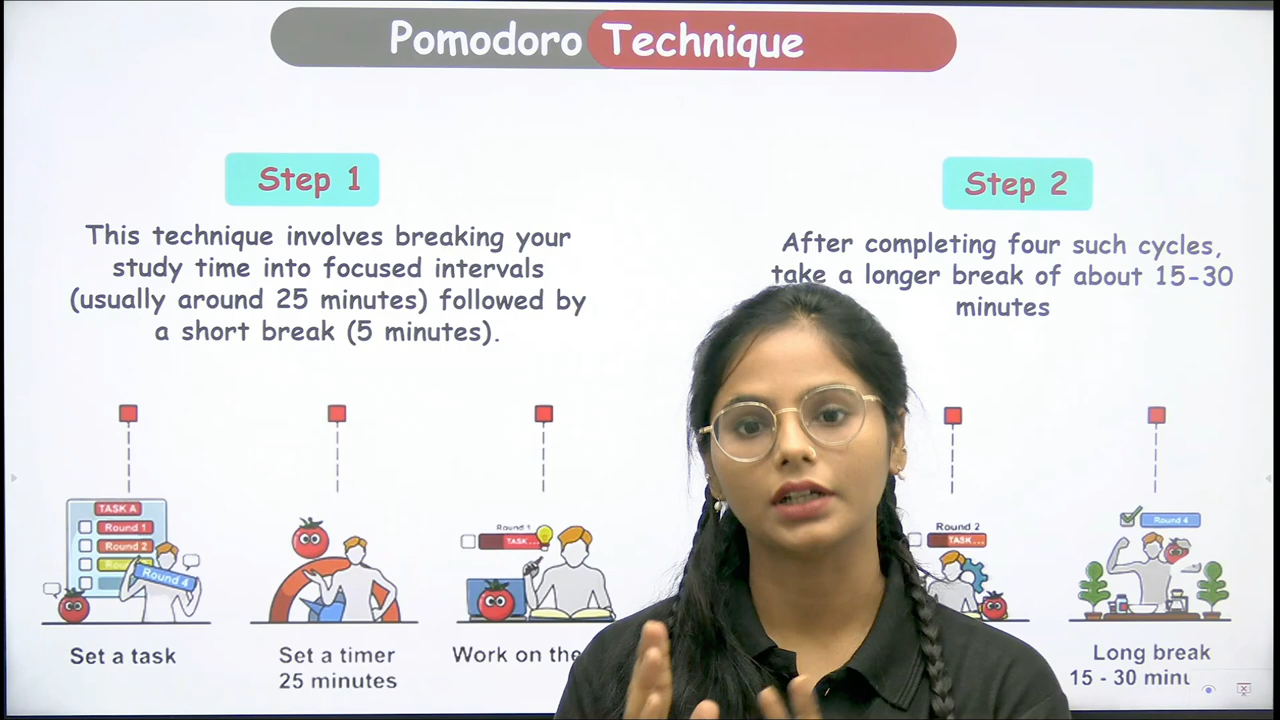 Pomodoro Technique
Step 1
This technique involves breaking your
study time into focused intervals
(usually around 25 minutes) followed by
a short break (5 minutes).
Step 2
After completing four such cycles,
take a longer break of about 15-30
minutes
TASK A
Round 1
Round 2
Round 4
Set a task
Set a timer
25 minutes
Round 1
TASK...
Work on the
Round 2
TASK...
Round 4
Long break
15 - 30 minu